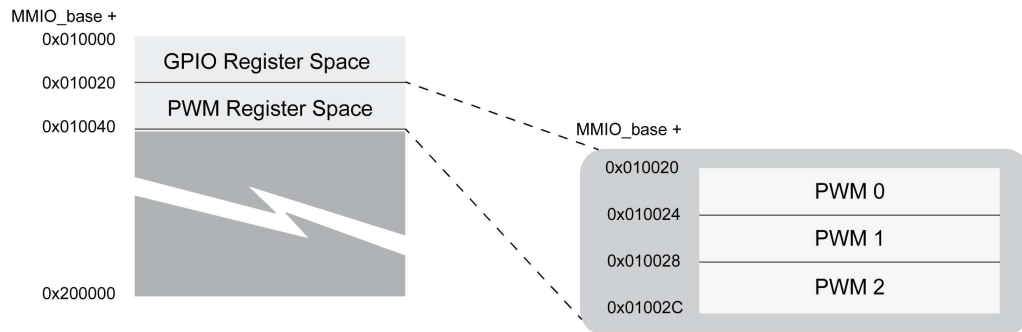 MMIO_base +
0x010000
GPIO Register Space
0x010020
PWM Register Space
0x010040
0x200000
MMIO_base +
0x010020
PWM 0
0x010024
PWM 1
0x010028
PWM 2
0x01002C